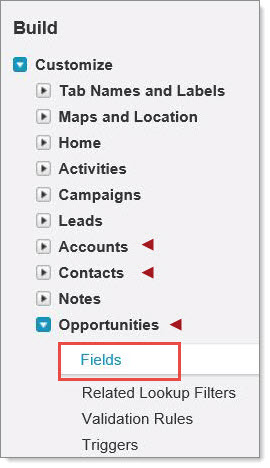 Build
Customize
Tab Names and Labels
Maps and Location
Home
Activities
Campaigns
Leads
Accounts
Contacts
Notes
Opportunities
Fields
Related Lookup Filters
Validation Rules
Triggers